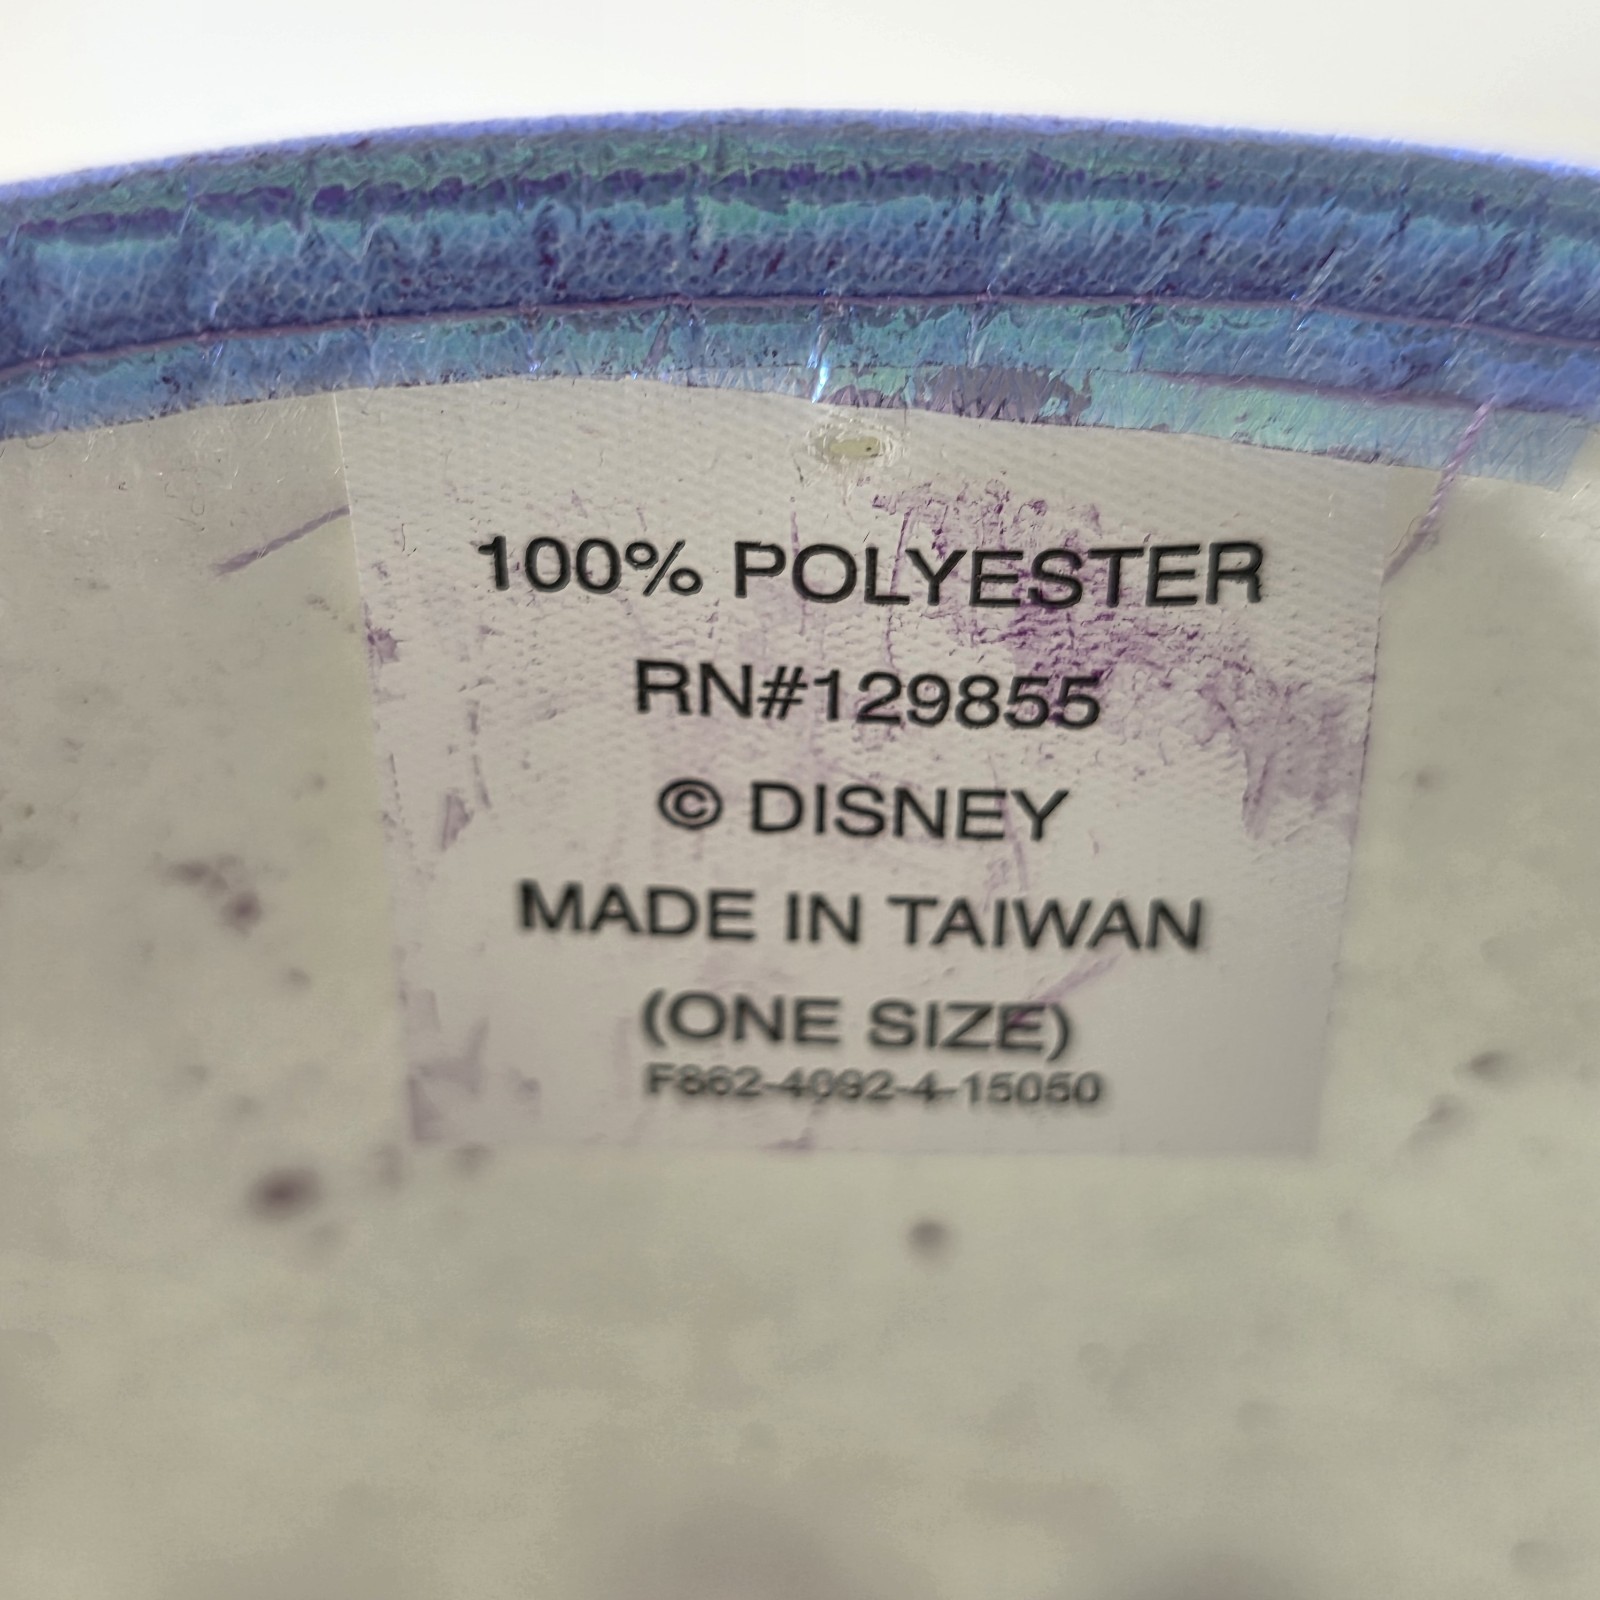 100% POLYESTER
RN#129855
© DISNEY
MADE IN TAIWAN
(ONE SIZE)
F862-4092-4-15050